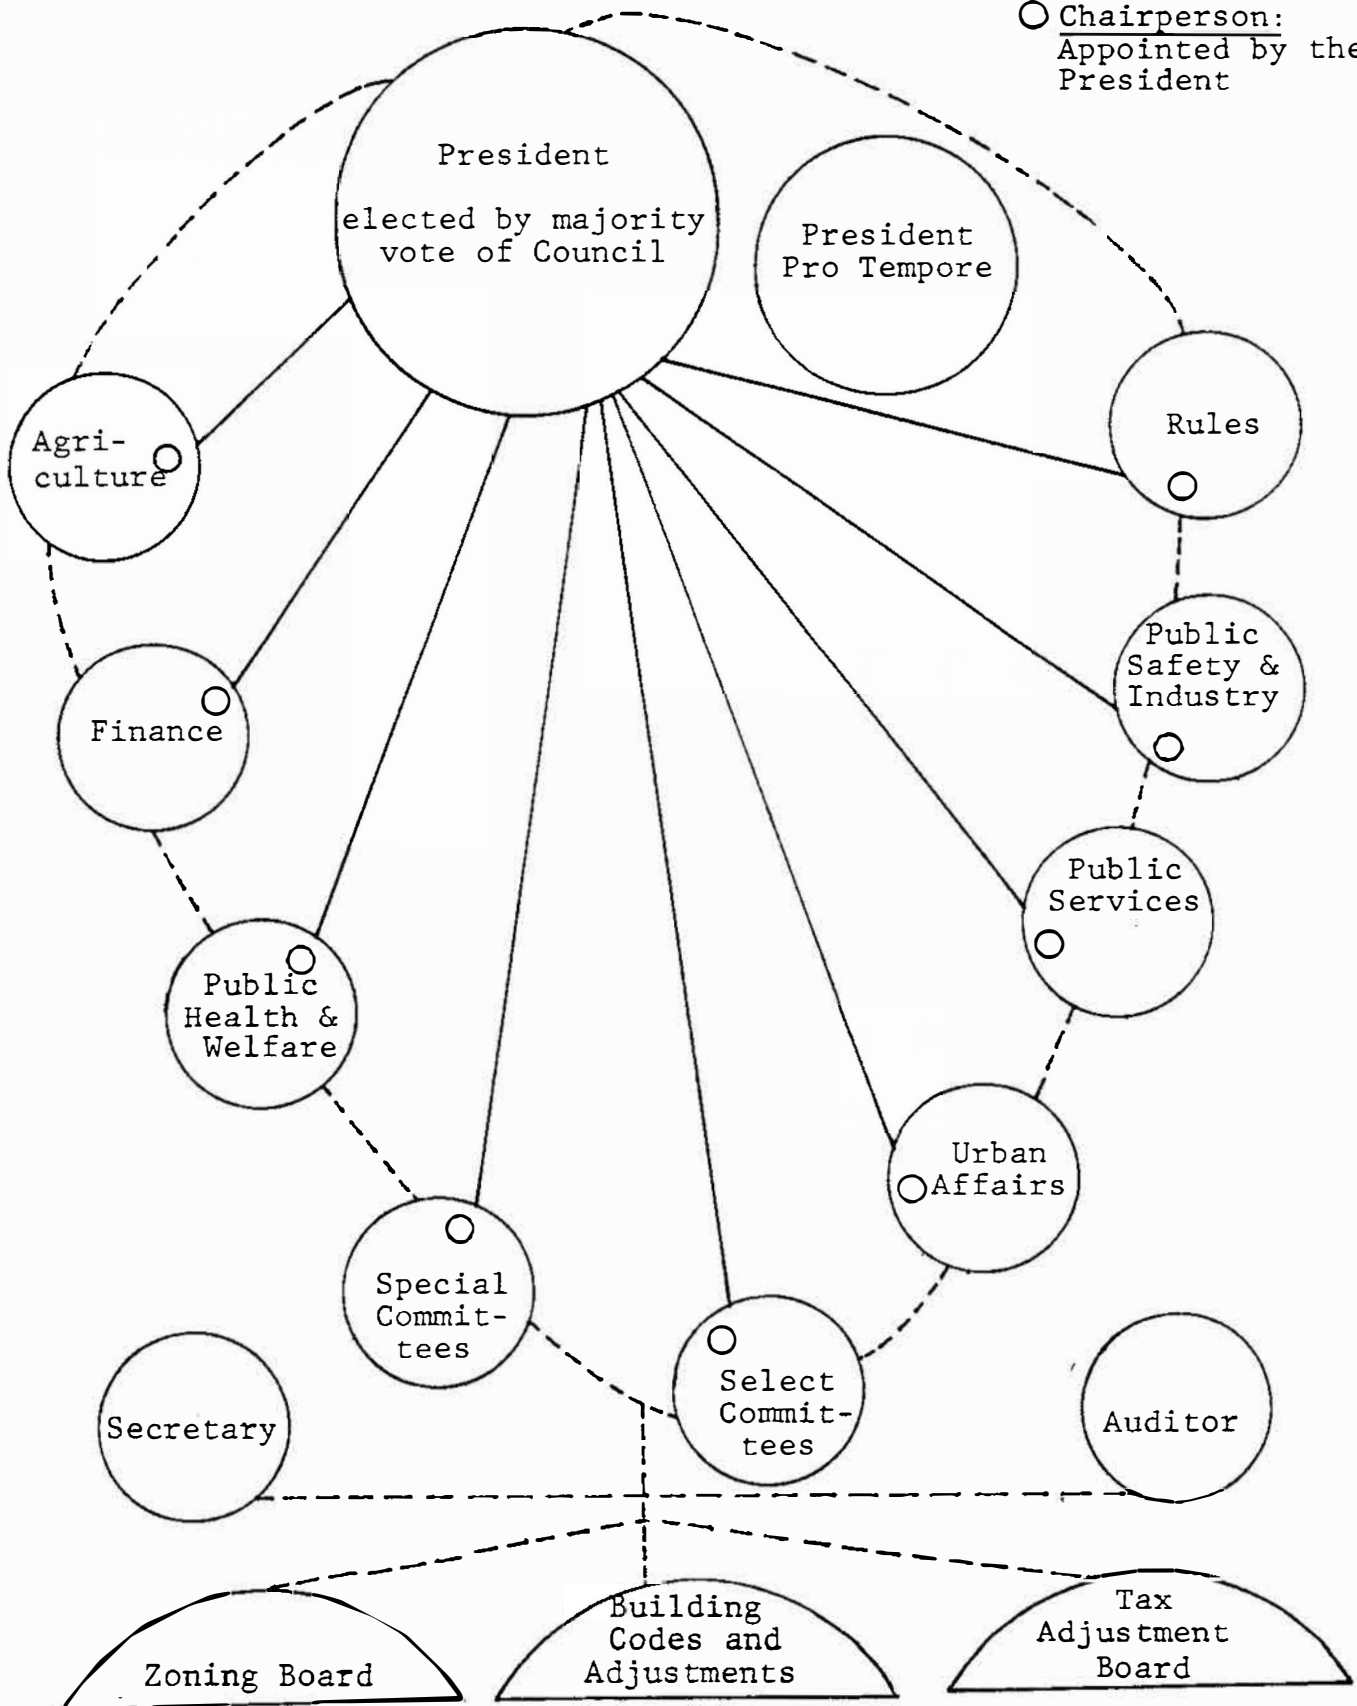 Chairperson:
Appointed by the
President
President
elected by majority
vote of Council
President
Pro Tempore
Agri-
culture
Rules
Public
Safety &
Industry
Finance
Public
Services
Public
Health &
Welfare
Urban
Affairs
Special
Commit-
tees
Select
Commit-
tees
Secretary
Auditor
Zoning Board
Building
Codes and
Adjustments
Tax
Adjustment
Board